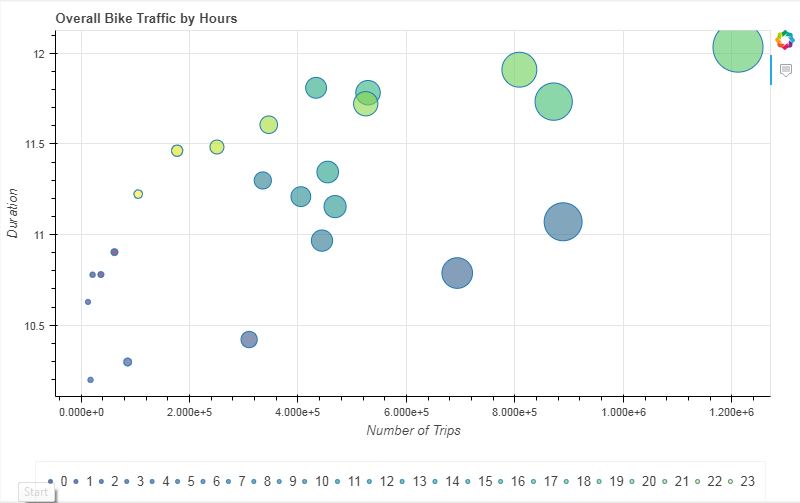 Overall Bike Traffic by Hours
12
11.5
11
10.5
Duration
0.000e+0 2.000e+5 4.000e+5 6.000e+5 8.000e+5 1.000e+6 1.200e+6
Number of Trips
0 1 2 3 4 5 6 7 8 9 10 11 12 13 14 15 16 17 18 19 20 21 22 23
Start